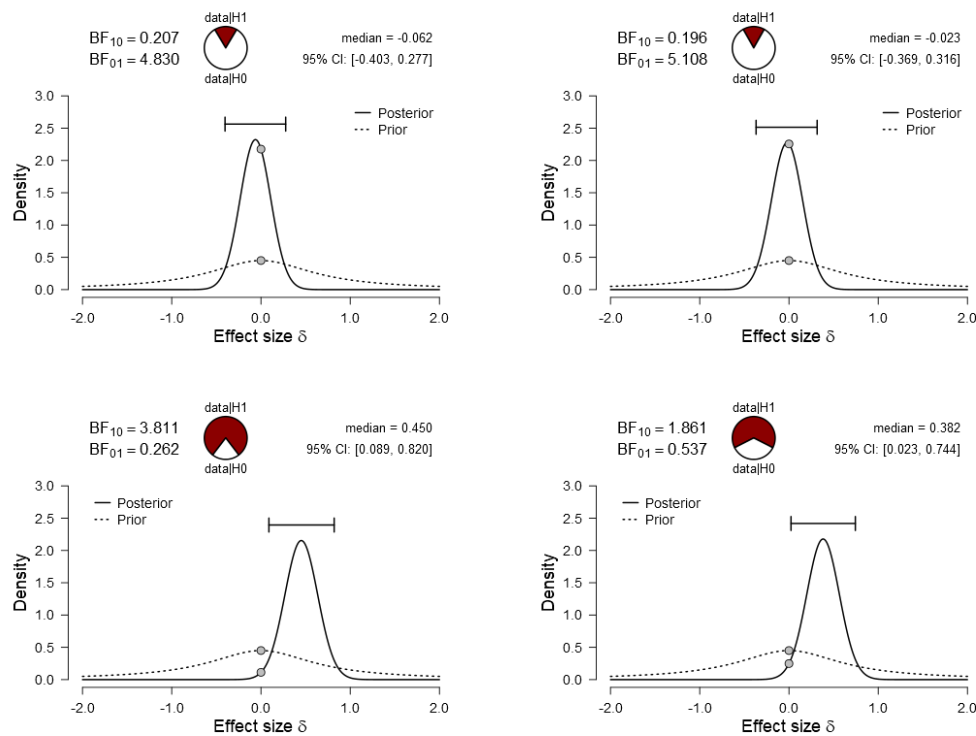 data|H1
BF10 = 0.207
BF01 = 4.830
median = -0.062
95% CI: [-0.403, 0.277]
data|H0
3.0
2.5
2.0
1.5
1.0
0.5
0.0
Density
Posterior
Prior
-2.0 -1.0 0.0 1.0 2.0
Effect size δ
data|H1
BF10 = 0.196
BF01 = 5.108
median = -0.023
95% CI: [-0.369, 0.316]
data|H0
3.0
2.5
2.0
1.5
1.0
0.5
0.0
Density
Posterior
Prior
-2.0 -1.0 0.0 1.0 2.0
Effect size δ
data|H1
BF10 = 3.811
BF01 = 0.262
median = 0.450
95% CI: [0.089, 0.820]
data|H0
3.0
2.5
2.0
1.5
1.0
0.5
0.0
Density
Posterior
Prior
-2.0 -1.0 0.0 1.0 2.0
Effect size δ
data|H1
BF10 = 1.861
BF01 = 0.537
median = 0.382
95% CI: [0.023, 0.744]
data|H0
3.0
2.5
2.0
1.5
1.0
0.5
0.0
Density
Posterior
Prior
-2.0 -1.0 0.0 1.0 2.0
Effect size δ